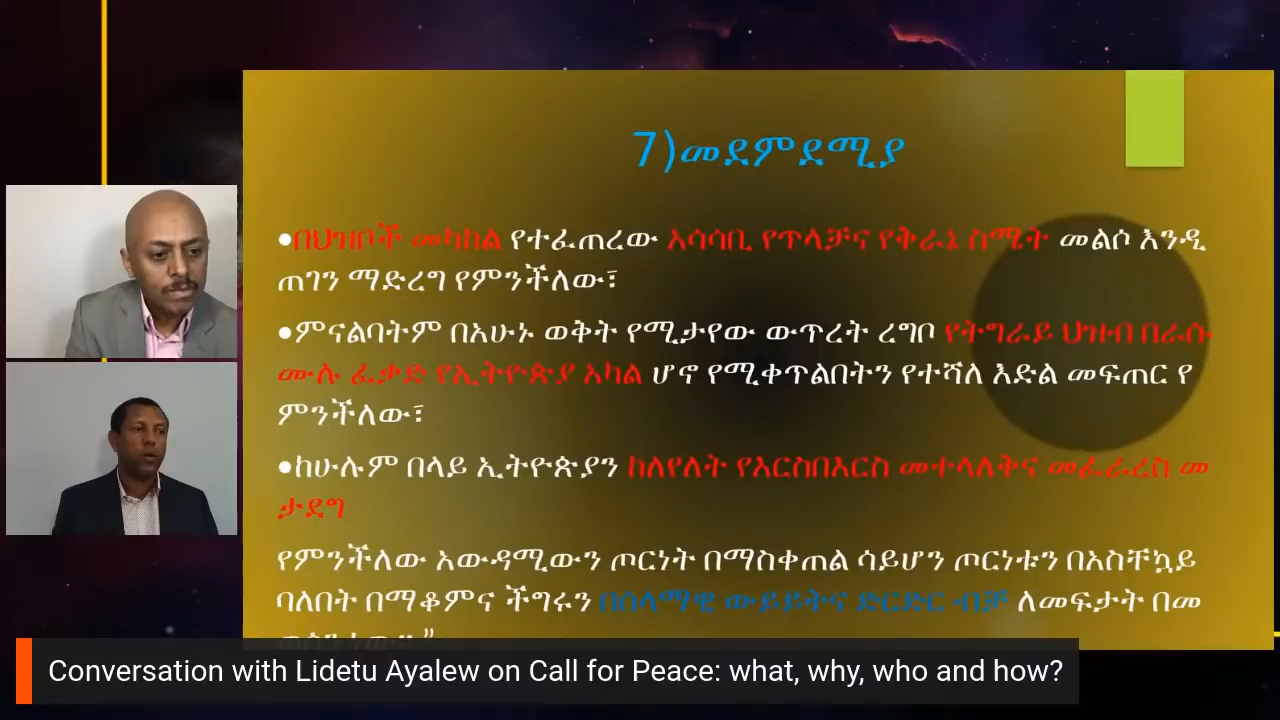 7)መደምደሚያ
●በህዝቦች መካከል የተፈጠረው አሳሳቢ የጥላቻና የቅራኔ ስሜት መልሶ እንዲ
ጠገን ማድረግ የምንችለው፣
●ምናልባትም በአሁኑ ወቅት የሚታየው ውጥረት ረግቦ የትግራይ ህዝብ በራሱ
ሙሉ ፈቃድ የኢትዮጵያ አካል ሆኖ የሚቀጥልበትን የተሻለ እድል መፍጠር የ
ምንችለው፣
●ከሁሉም በላይ ኢትዮጵያን ከለየለት የእርስበእርስ መተላለቅና መፈራረስ መ
ታደግ
የምንችለው አውዳሚውን ጦርነት በማስቀጠል ሳይሆን ጦርነቱን በአስቸኳይ
ባለበት በማቆምና ችግሩን በሰላማዊ ውይይትና ድርድር ብቻ ለመፍታት በመ
Conversation with Lidetu Ayalew on Call for Peace: what, why, who and how?